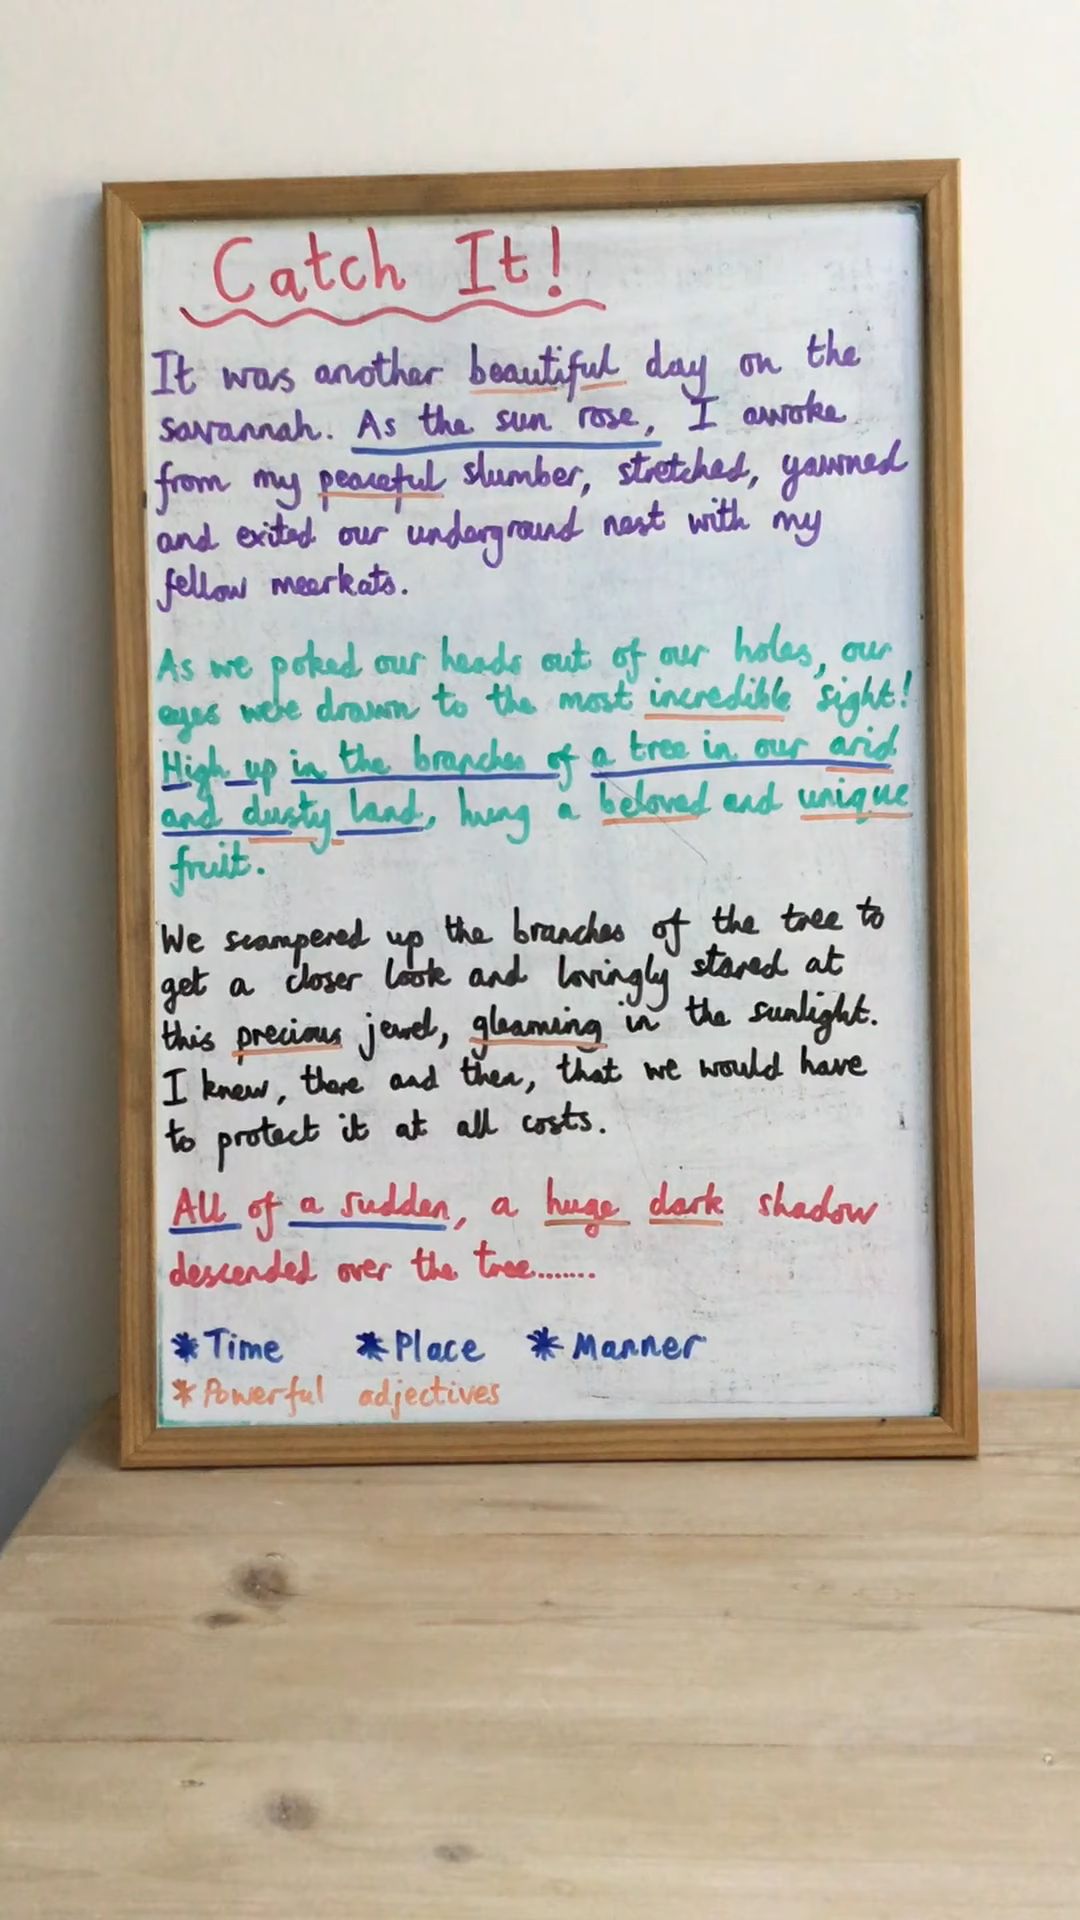 Catch It!
It was another beautiful day on the
savannah. As the sun rose, I awoke
from my peaceful slumber, stretched, yawned
and exited our underground nest with my
fellow meerkats.
As we poked our heads out of our holes, our
eyes were drawn to the most incredible sight!
High up in the branches of a tree in our arid
and dusty land, hung a beloved and unique
fruit.
We scampered up the branches of the tree to
get a closer look and lovingly stared at
this precious jewel, gleaming in the sunlight.
I knew, there and then, that we would have
to protect it at all costs.
All of a sudden, a huge dark shadow
descended over the tree.......
*Time *Place *Manner
*Powerful adjectives